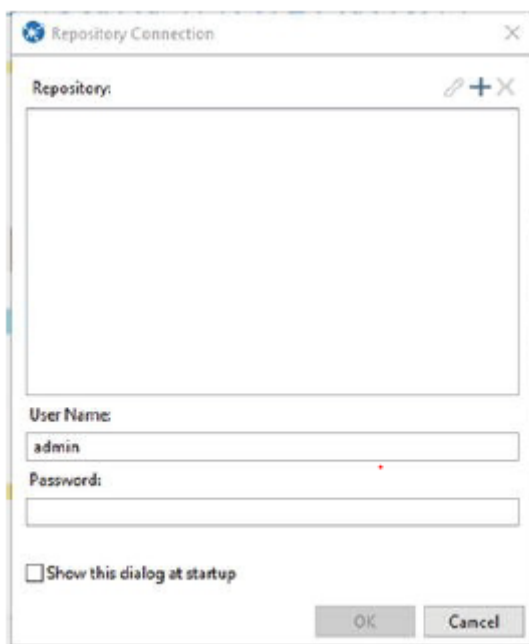 Repository Connection
Repository:
User Name:
admin
Password:
Show this dialog at startup
OK
Cancel